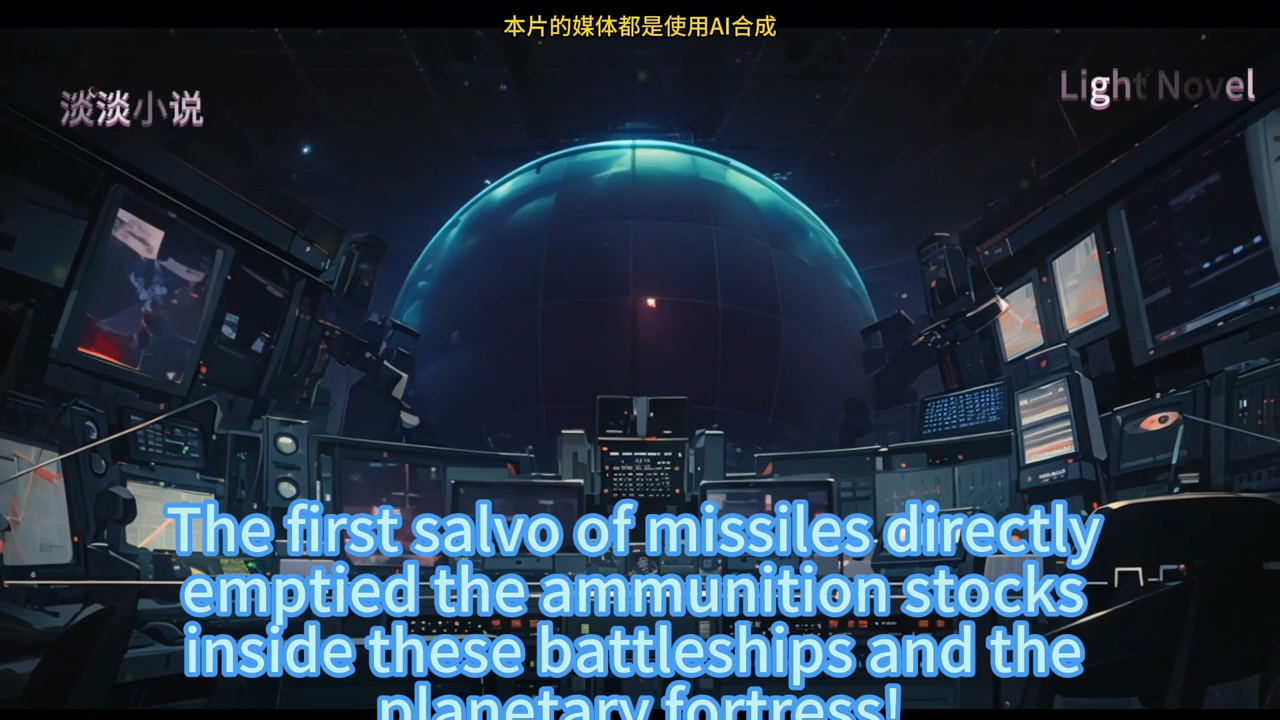 本片的媒体都是使用AI合成
淡淡小说
Light Novel
The first salvo of missiles directly
emptied the ammunition stocks
inside these battleships and the
planetary fortress!